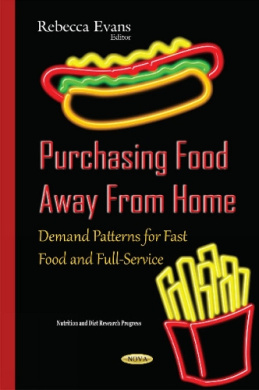 Rebecca Evans
Editor
Purchasing Food
Away From Home
Demand Patterns for Fast
Food and Full-Service
Nutrition and Diet Research Progress
NOVA